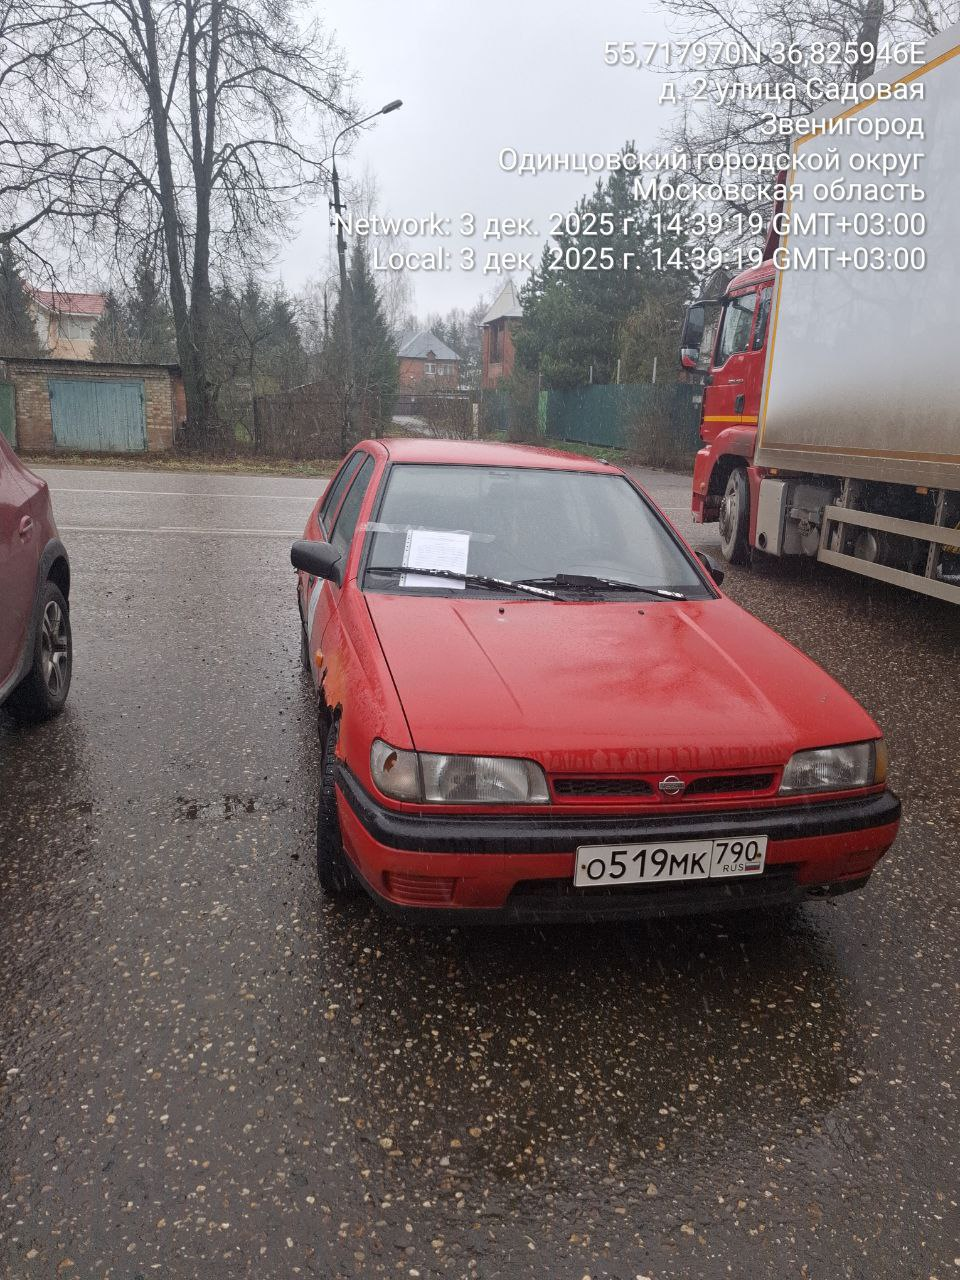 55,717970N 36,825946E
д. 2 улица Садовая
Звенигород
Одинцовский городской округ
Московская область
Network: 3 дек. 2025 г. 14:39:19 GMT+03:00
Local: 3 дек. 2025 г. 14:39:19 GMT+03:00
О519МК 790
RUS